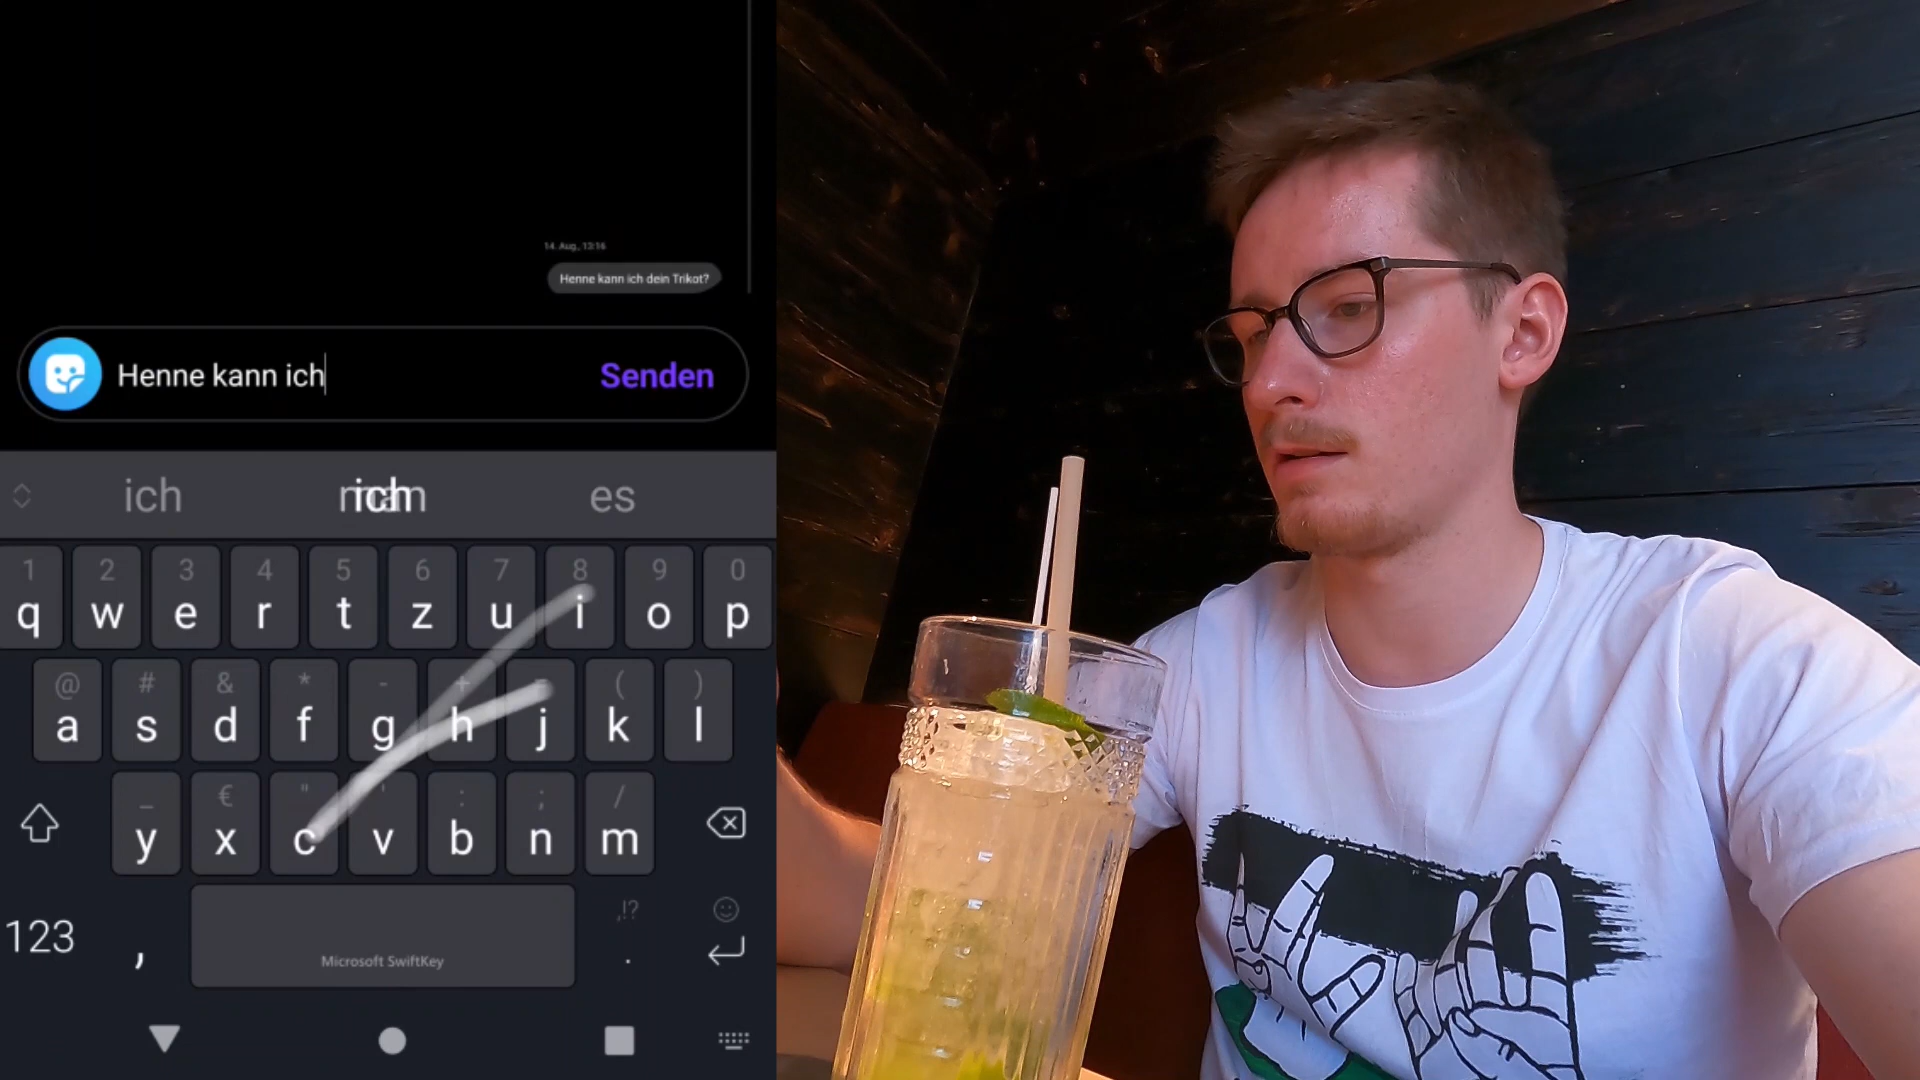 14. Aug., 13:16
Henne kann ich dein Trikot?
Henne kann ich
Senden
ich ich es
1 2 3 4 5 6 7 8 9 0
q w e r t z u i o p
@ # & * - + = ( )
a s d f g h j k l
_ € " ' : ; /
y x c v b n m
,!?
123 , .
Microsoft SwiftKey